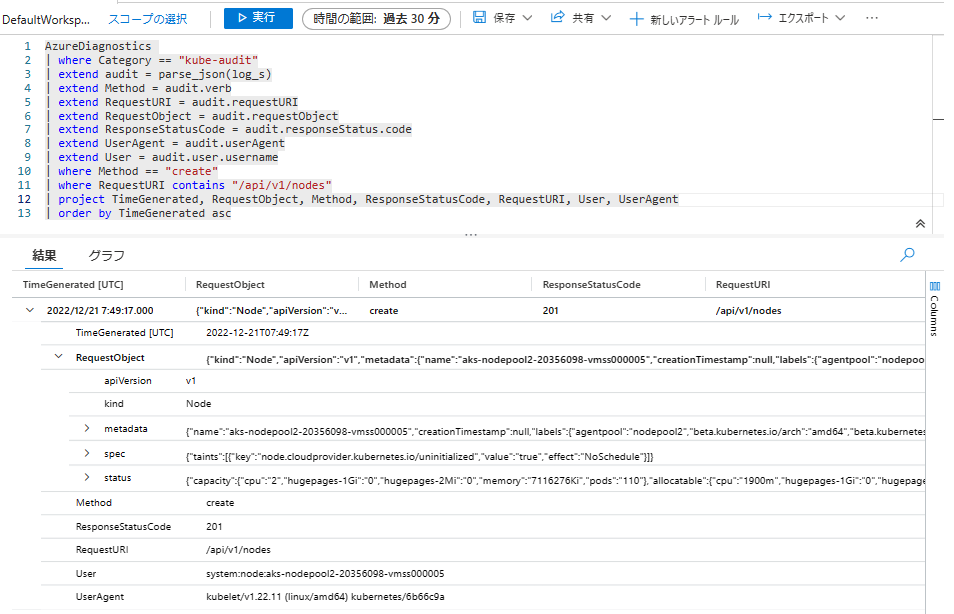 DefaultWorksp... スコープの選択 実行 時間の範囲: 過去 30 分 保存 共有 新しいアラート ルール エクスポート ...
1 AzureDiagnostics
2 | where Category == "kube-audit"
3 | extend audit = parse_json(log_s)
4 | extend Method = audit.verb
5 | extend RequestURI = audit.requestURI
6 | extend RequestObject = audit.requestObject
7 | extend ResponseStatusCode = audit.responseStatus.code
8 | extend UserAgent = audit.userAgent
9 | extend User = audit.user.username
10 | where Method == "create"
11 | where RequestURI contains "/api/v1/nodes"
12 | project TimeGenerated, RequestObject, Method, ResponseStatusCode, RequestURI, User, UserAgent
13 | order by TimeGenerated asc
結果 グラフ
TimeGenerated [UTC] RequestObject Method ResponseStatusCode RequestURI
Columns
2022/12/21 7:49:17.000 {"kind":"Node","apiVersion":"v... create 201 /api/v1/nodes
TimeGenerated [UTC] 2022-12-21T07:49:17Z
RequestObject {"kind":"Node","apiVersion":"v1","metadata":{"name":"aks-nodepool2-20356098-vmss000005","creationTimestamp":null,"labels":{"agentpool":"nodepoo
apiVersion v1
kind Node
metadata {"name":"aks-nodepool2-20356098-vmss000005","creationTimestamp":null,"labels":{"agentpool":"nodepool2","beta.kubernetes.io/arch":"amd64","beta.kubernetes
spec {"taints":[{"key":"node.cloudprovider.kubernetes.io/uninitialized","value":"true","effect":"NoSchedule"}]}
status {"capacity":{"cpu":"2","hugepages-1Gi":"0","hugepages-2Mi":"0","memory":"7116276Ki","pods":"110"},"allocatable":{"cpu":"1900m","hugepages-1Gi":"0","hugepage
Method create
ResponseStatusCode 201
RequestURI /api/v1/nodes
User system:node:aks-nodepool2-20356098-vmss000005
UserAgent kubelet/v1.22.11 (linux/amd64) kubernetes/6b66c9a